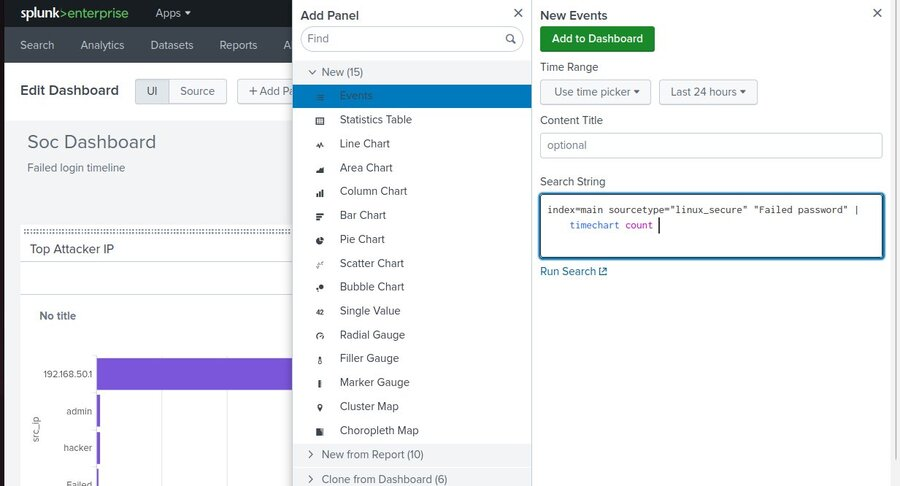 splunk>enterprise Apps
Search Analytics Datasets Reports
Edit Dashboard UI Source + Add Pa
Soc Dashboard
Failed login timeline
Top Attacker IP
No title
src_ip
192.168.50.1
admin
hacker
Failed
Add Panel
Find
New (15)
Events
Statistics Table
Line Chart
Area Chart
Column Chart
Bar Chart
Pie Chart
Scatter Chart
Bubble Chart
42 Single Value
Radial Gauge
Filler Gauge
Marker Gauge
Cluster Map
Choropleth Map
New from Report (10)
Clone from Dashboard (6)
New Events
Add to Dashboard
Time Range
Use time picker Last 24 hours
Content Title
optional
Search String
index=main sourcetype="linux_secure" "Failed password" |
timechart count
Run Search